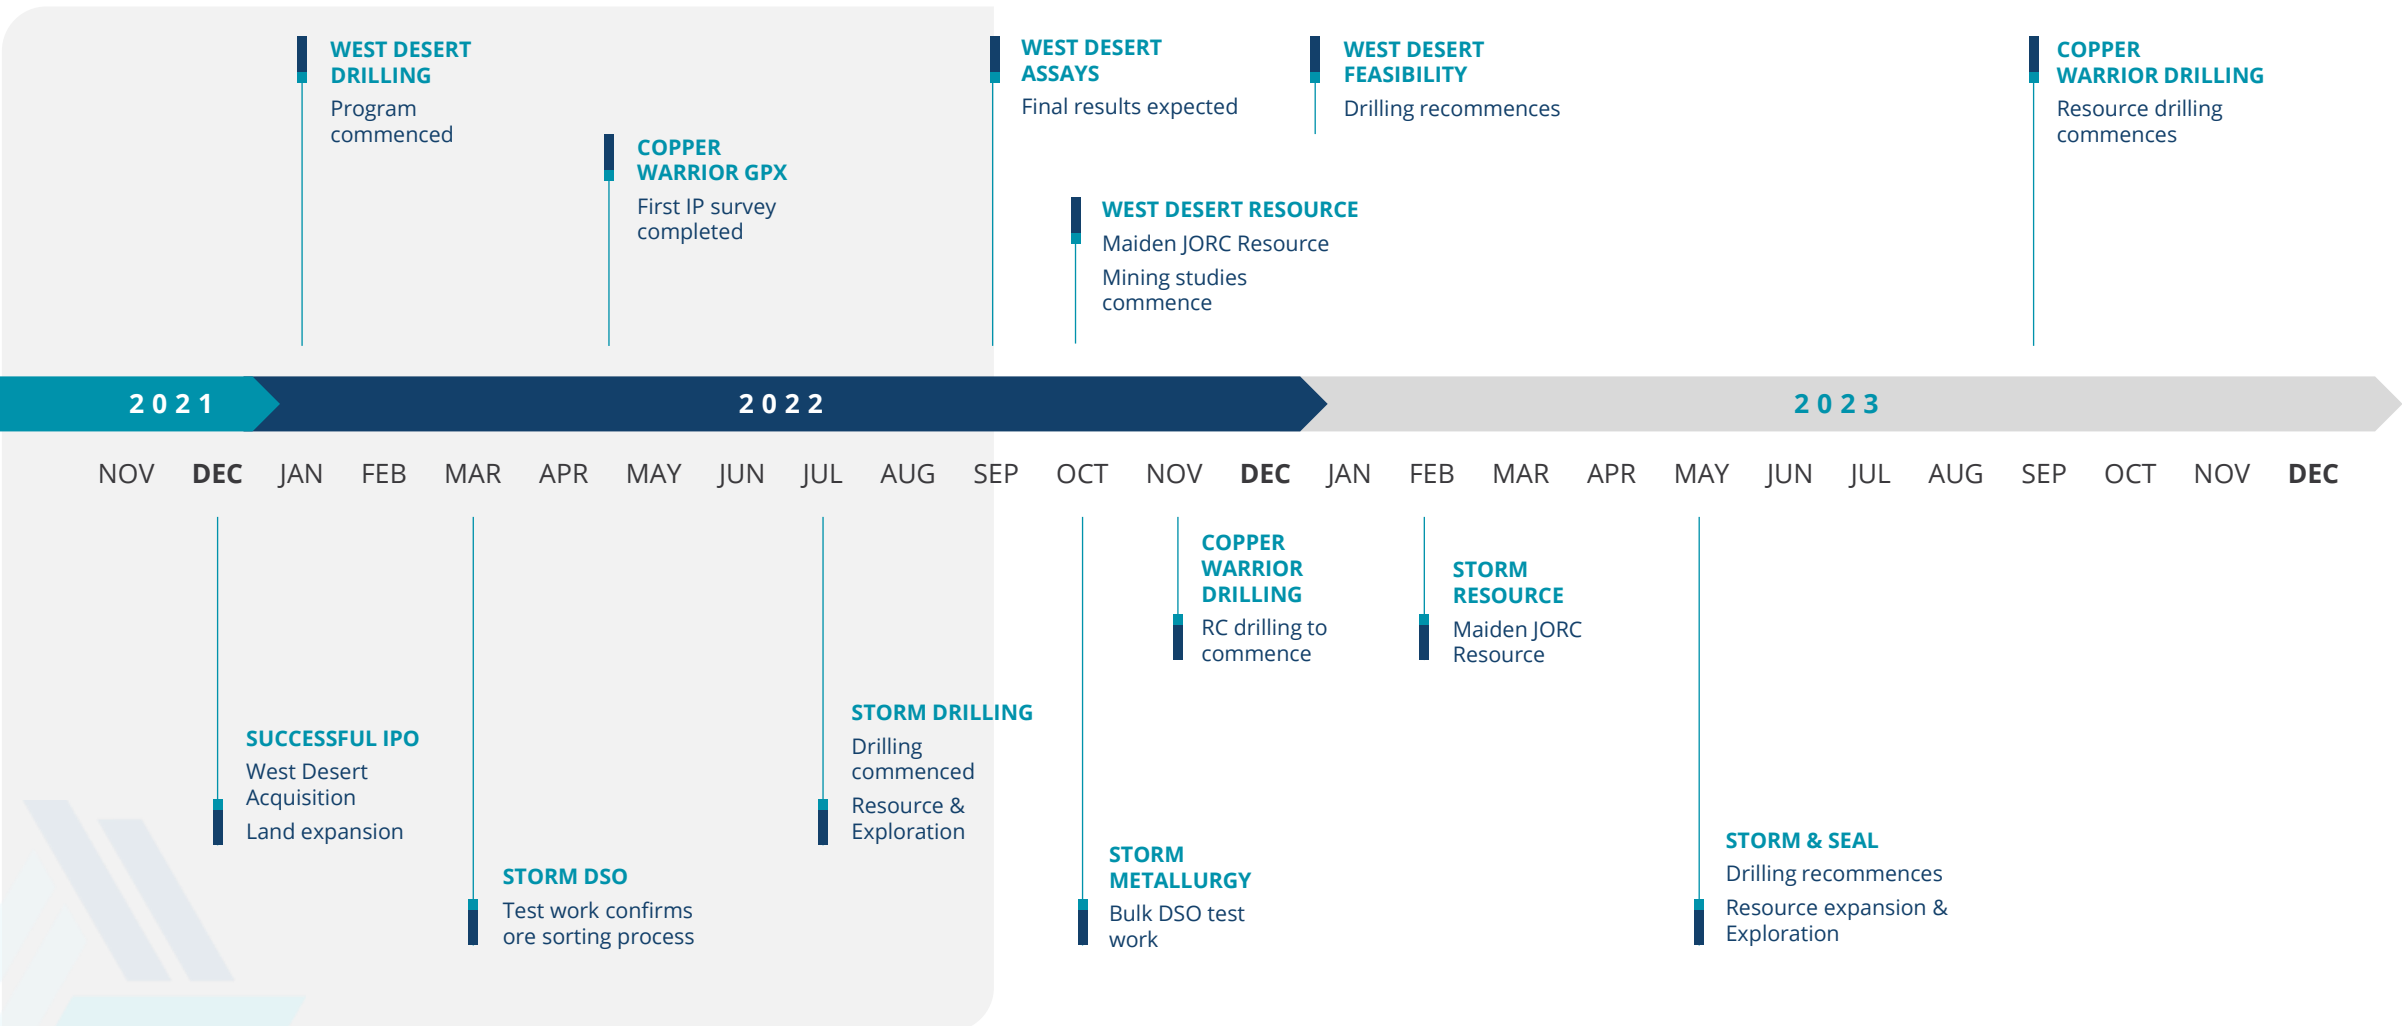 WEST DESERT
DRILLING
Program
commenced
COPPER
WARRIOR GPX
First IP survey
completed
WEST DESERT
ASSAYS
Final results expected
WEST DESERT RESOURCE
Maiden JORC Resource
Mining studies
commence
WEST DESERT
FEASIBILITY
Drilling recommences
COPPER
WARRIOR DRILLING
Resource drilling
commences
2021 2022 2023
NOV DEC JAN FEB MAR APR MAY JUN JUL AUG SEP OCT NOV DEC JAN FEB MAR APR MAY JUN JUL AUG SEP OCT NOV DEC
SUCCESSFUL IPO
West Desert
Acquisition
Land expansion
STORM DSO
Test work confirms
ore sorting process
STORM DRILLING
Drilling
commenced
Resource &
Exploration
STORM
METALLURGY
Bulk DSO test
work
COPPER
WARRIOR
DRILLING
RC drilling to
commence
STORM
RESOURCE
Maiden JORC
Resource
STORM & SEAL
Drilling recommences
Resource expansion &
Exploration